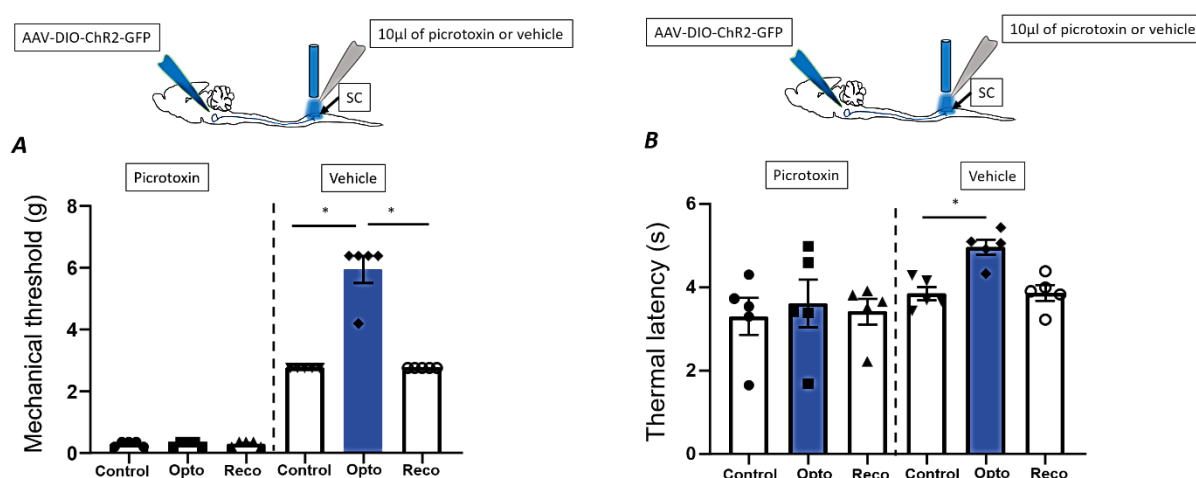 AAV-DIO-ChR2-GFP
10µl of picrotoxin or vehicle
SC
A
Picrotoxin
Vehicle
Mechanical threshold (g)
8
6
4
2
0
*
*
Control
Opto
Reco
Control
Opto
Reco
AAV-DIO-ChR2-GFP
10µl of picrotoxin or vehicle
SC
B
Picrotoxin
Vehicle
Thermal latency (s)
6
4
2
0
*
Control
Opto
Reco
Control
Opto
Reco